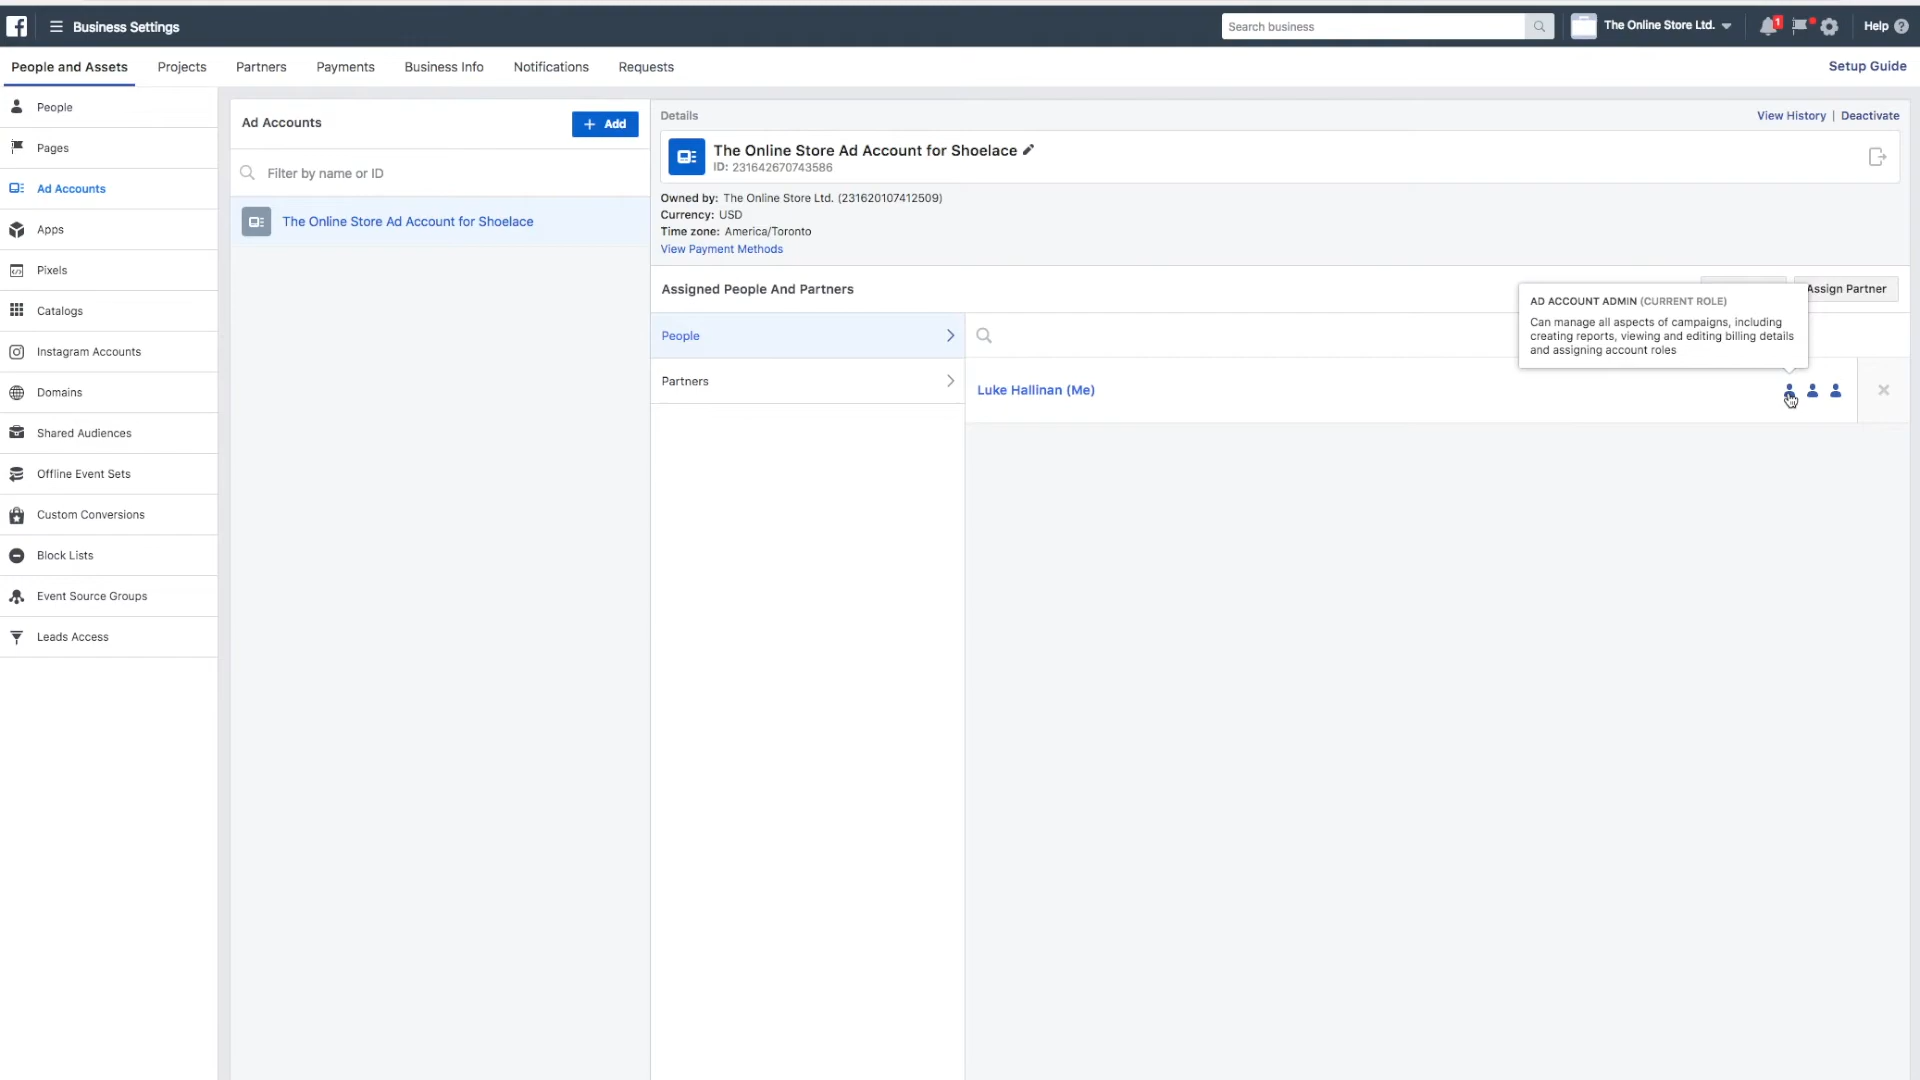 Business Settings
Search business
The Online Store Ltd.
1
Help
People and Assets
Projects
Partners
Payments
Business Info
Notifications
Requests
Setup Guide
People
Pages
Ad Accounts
Apps
Pixels
Catalogs
Instagram Accounts
Domains
Shared Audiences
Offline Event Sets
Custom Conversions
Block Lists
Event Source Groups
Leads Access
Ad Accounts
+ Add
Filter by name or ID
The Online Store Ad Account for Shoelace
Details
View History | Deactivate
The Online Store Ad Account for Shoelace
ID: 231642670743586
Owned by: The Online Store Ltd. (231620107412509)
Currency: USD
Time zone: America/Toronto
View Payment Methods
Assigned People And Partners
Assign Partner
AD ACCOUNT ADMIN (CURRENT ROLE)
Can manage all aspects of campaigns, including
creating reports, viewing and editing billing details
and assigning account roles
People
Partners
Luke Hallinan (Me)